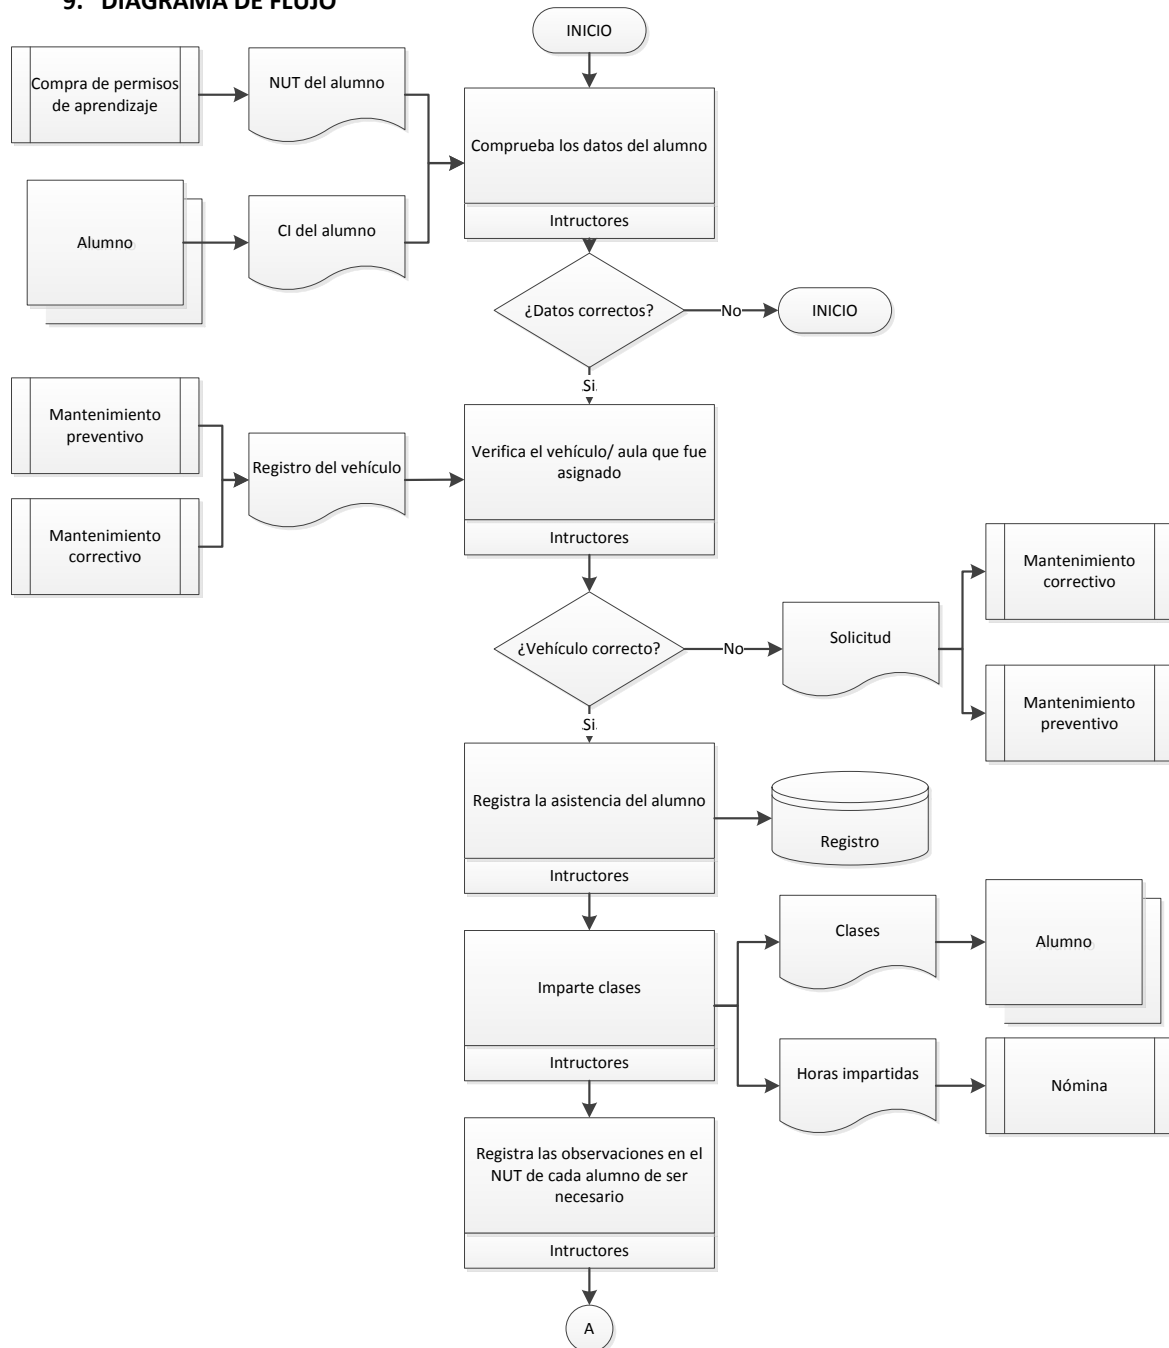 9. DIAGRAMA DE FLUJO
INICIO
Compra de permisos
de aprendizaje
NUT del alumno
Comprueba los datos del alumno
Intructores
Alumno
CI del alumno
¿Datos correctos?
No
INICIO
Si
Mantenimiento
preventivo
Mantenimiento
correctivo
Registro del vehículo
Verifica el vehículo/ aula que fue
asignado
Intructores
¿Vehículo correcto?
No
Solicitud
Mantenimiento
correctivo
Mantenimiento
preventivo
Si
Registra la asistencia del alumno
Intructores
Registro
Imparte clases
Intructores
Clases
Alumno
Horas impartidas
Nómina
Registra las observaciones en el
NUT de cada alumno de ser
necesario
Intructores
A